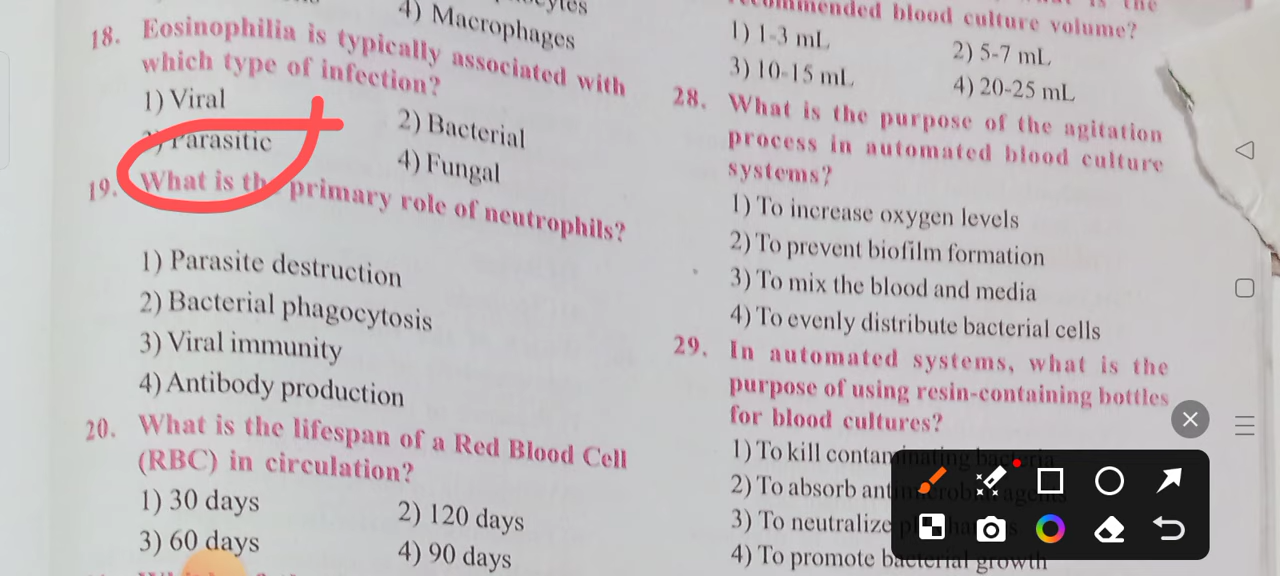 4) Macrophages
18. Eosinophilia is typically associated with
which type of infection?
1) Viral
2) Bacterial
Parasitic
4) Fungal
19. What is the primary role of neutrophils?
1) Parasite destruction
2) Bacterial phagocytosis
3) Viral immunity
4) Antibody production
20. What is the lifespan of a Red Blood Cell
(RBC) in circulation?
1) 30 days
2) 120 days
3) 60 days
4) 90 days
blood culture volume?
1) 1-3 mL
2) 5-7 mL
3) 10-15 mL
4) 20-25 mL
28. What is the purpose of the agitation
process in automated blood culture
systems?
1) To increase oxygen levels
2) To prevent biofilm formation
3) To mix the blood and media
4) To evenly distribute bacterial cells
29. In automated systems, what is the
purpose of using resin-containing bottles
for blood cultures?
1) To kill contaminating bacteria
2) To absorb antimicrobial agents
3) To neutralize
4) To promote bacterial growth